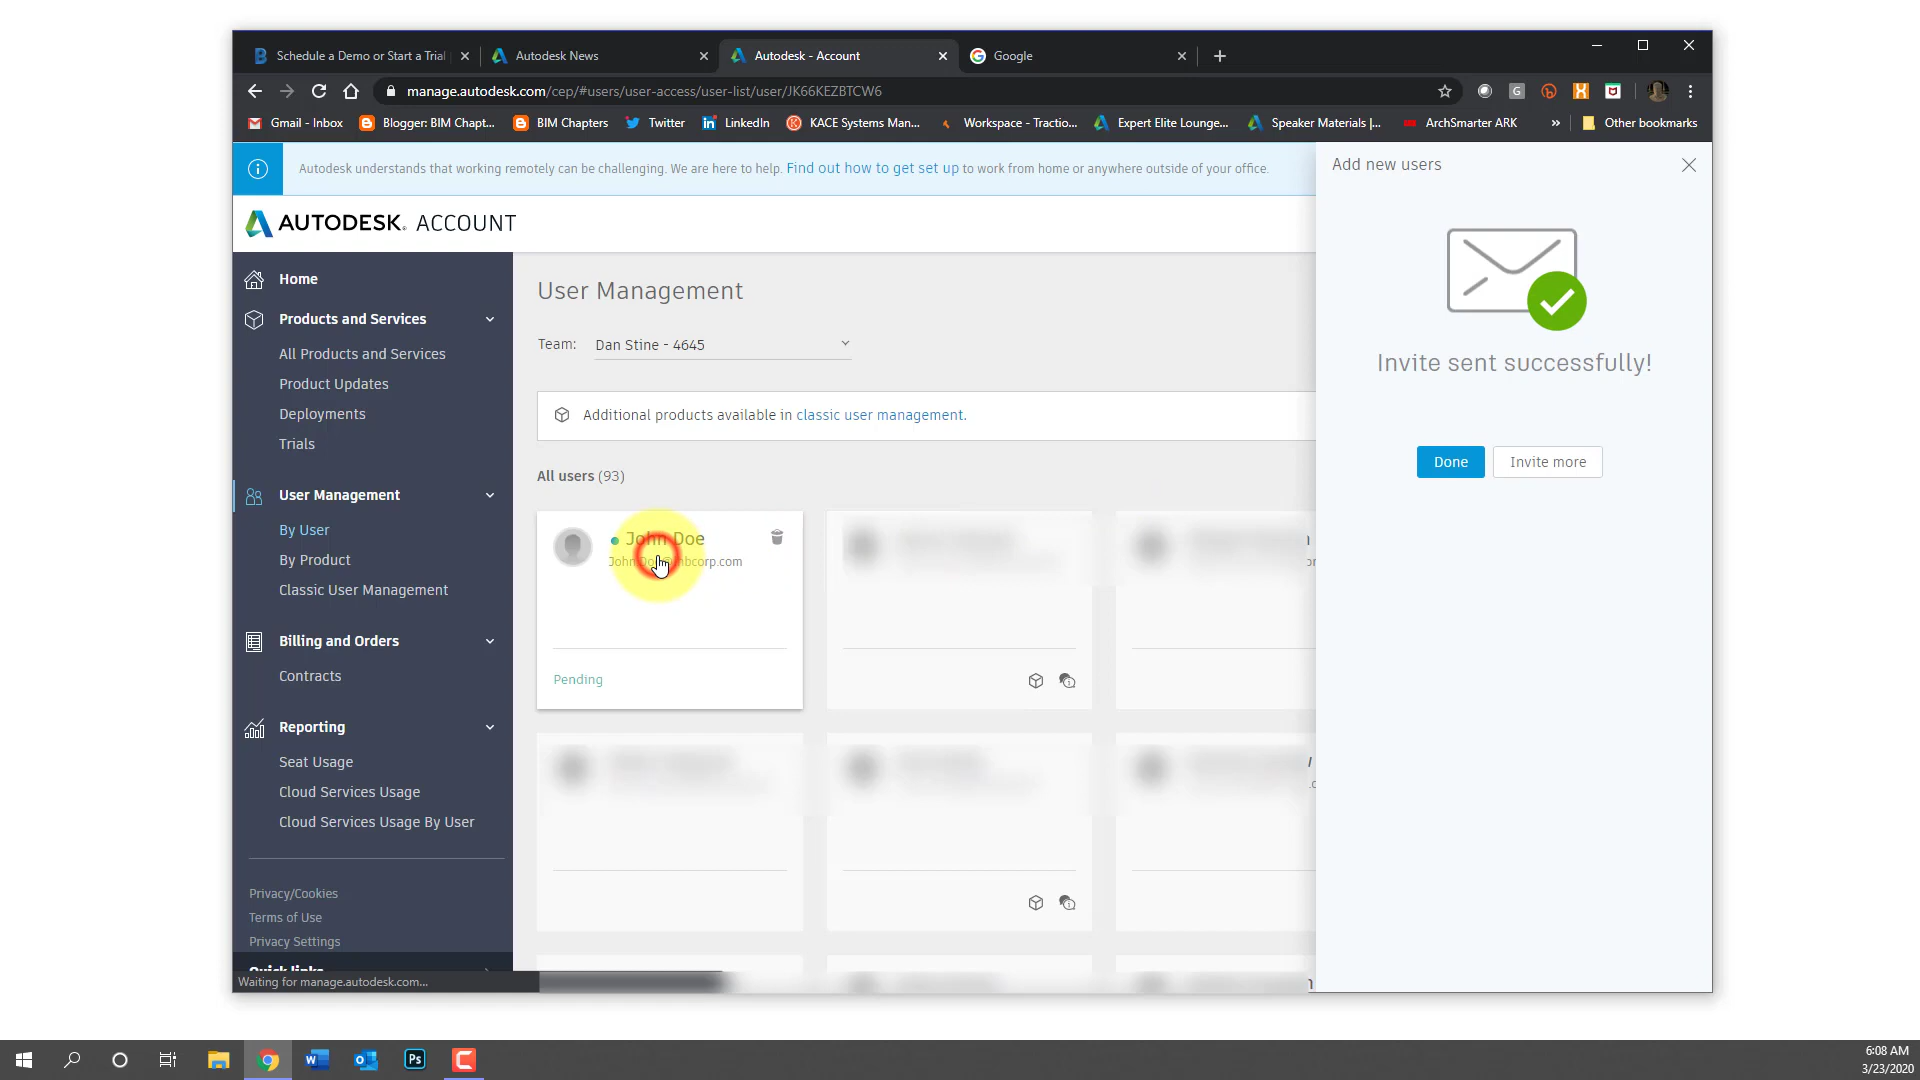 Schedule a Demo or Start a Trial
Autodesk News
Autodesk - Account
Google
manage.autodesk.com/cep/#users/user-access/user-list/user/JK66KEZBTCW6
Gmail - Inbox
Blogger: BIM Chapt...
BIM Chapters
Twitter
LinkedIn
KACE Systems Man...
Workspace - Tractio...
Expert Elite Lounge...
Speaker Materials |...
ArchSmarter ARK
»
Other bookmarks
Autodesk understands that working remotely can be challenging. We are here to help. Find out how to get set up to work from home or anywhere outside of your office.
AUTODESK. ACCOUNT
Home
Products and Services
All Products and Services
Product Updates
Deployments
Trials
User Management
By User
By Product
Classic User Management
Billing and Orders
Contracts
Reporting
Seat Usage
Cloud Services Usage
Cloud Services Usage By User
Privacy/Cookies
Terms of Use
Privacy Settings
Quick links
Waiting for manage.autodesk.com...
User Management
Team: Dan Stine - 4645
Additional products available in classic user management.
All users (93)
John Doe
Pending
Add new users
Invite sent successfully!
Done
Invite more
6:08 AM
3/23/2020